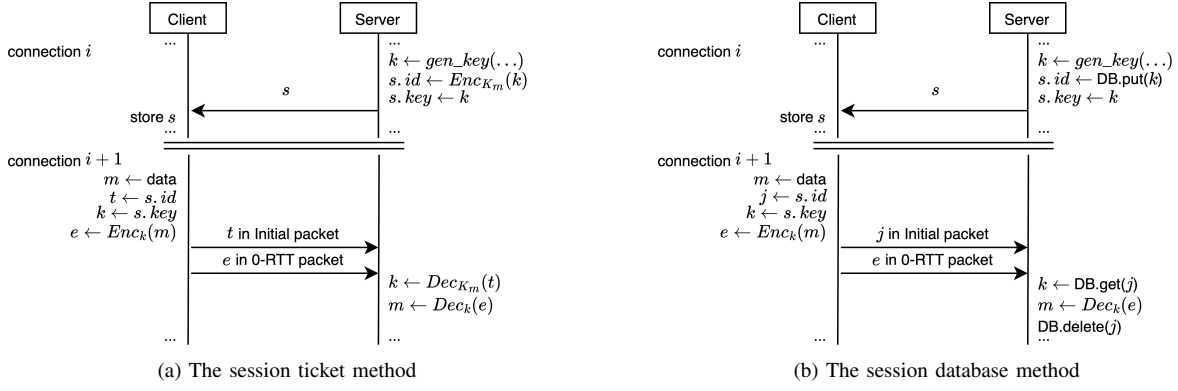 Client
Server
...
...
connection i
k ← gen_key(...)
s.id ← Enc_{K_m}(k)
s.key ← k
s
store s
...
...
connection i + 1
m ← data
t ← s.id
k ← s.key
e ← Enc_k(m)
t in Initial packet
e in 0-RTT packet
k ← Dec_{K_m}(t)
m ← Dec_k(e)
...
...
(a) The session ticket method
Client
Server
...
...
connection i
k ← gen_key(...)
s.id ← DB.put(k)
s.key ← k
s
store s
...
...
connection i + 1
m ← data
j ← s.id
k ← s.key
e ← Enc_k(m)
j in Initial packet
e in 0-RTT packet
k ← DB.get(j)
m ← Dec_k(e)
DB.delete(j)
...
...
(b) The session database method